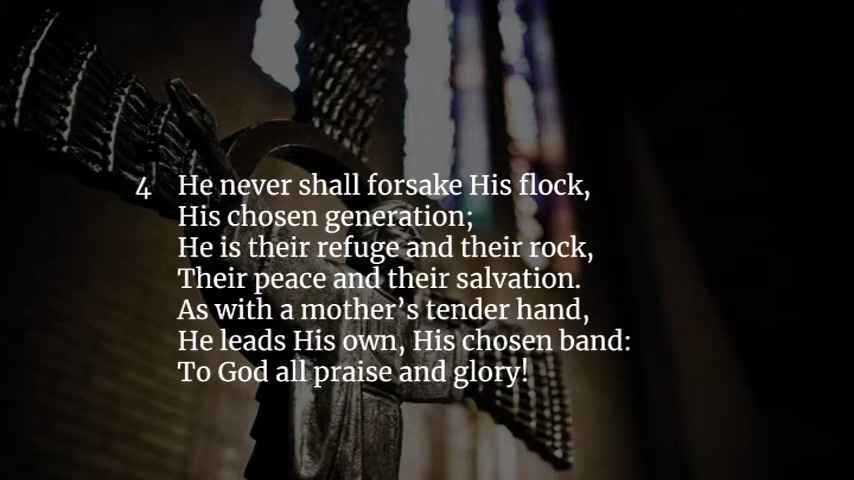 4 He never shall forsake His flock,
His chosen generation;
He is their refuge and their rock,
Their peace and their salvation.
As with a mother’s tender hand,
He leads His own, His chosen band:
To God all praise and glory!